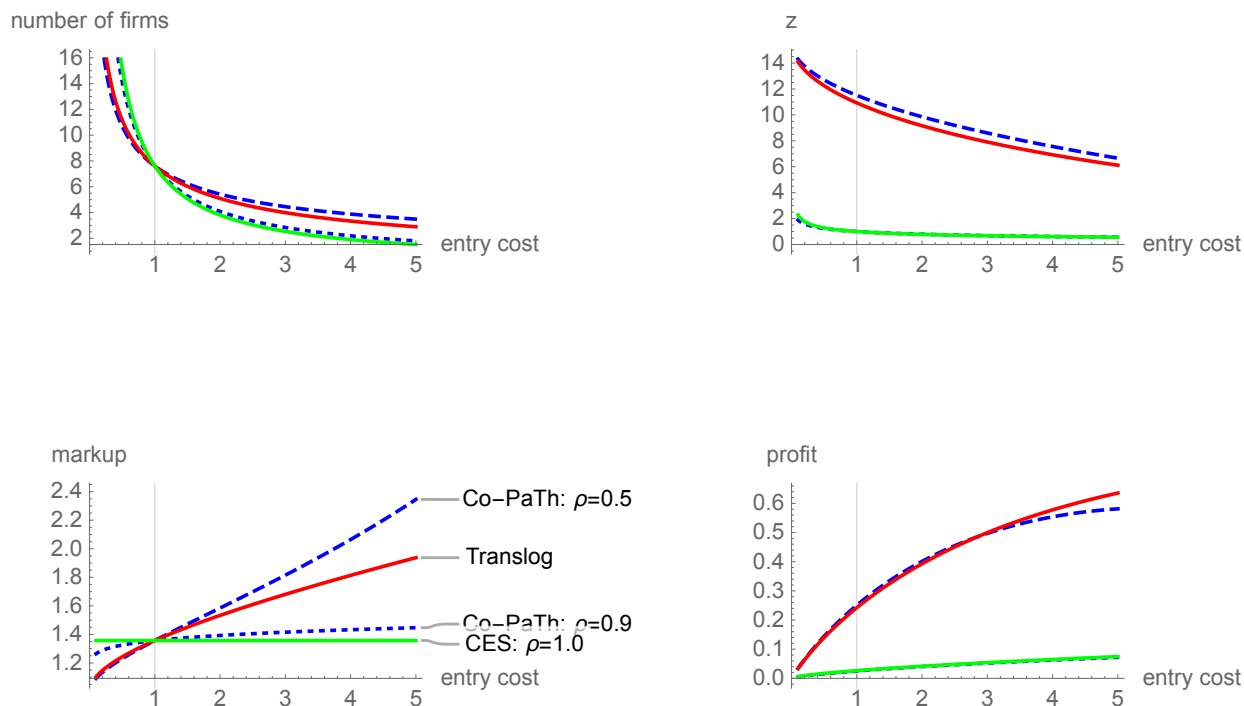 number of firms
16
14
12
10
8
6
4
2
1 2 3 4 5
entry cost
z
14
12
10
8
6
4
2
0
1 2 3 4 5
entry cost
markup
2.4
2.2
2.0
1.8
1.6
1.4
1.2
1 2 3 4 5
entry cost
Co-PaTh: ρ=0.5
Translog
Co-PaTh: ρ=0.9
CES: ρ=1.0
profit
0.6
0.5
0.4
0.3
0.2
0.1
0.0
1 2 3 4 5
entry cost